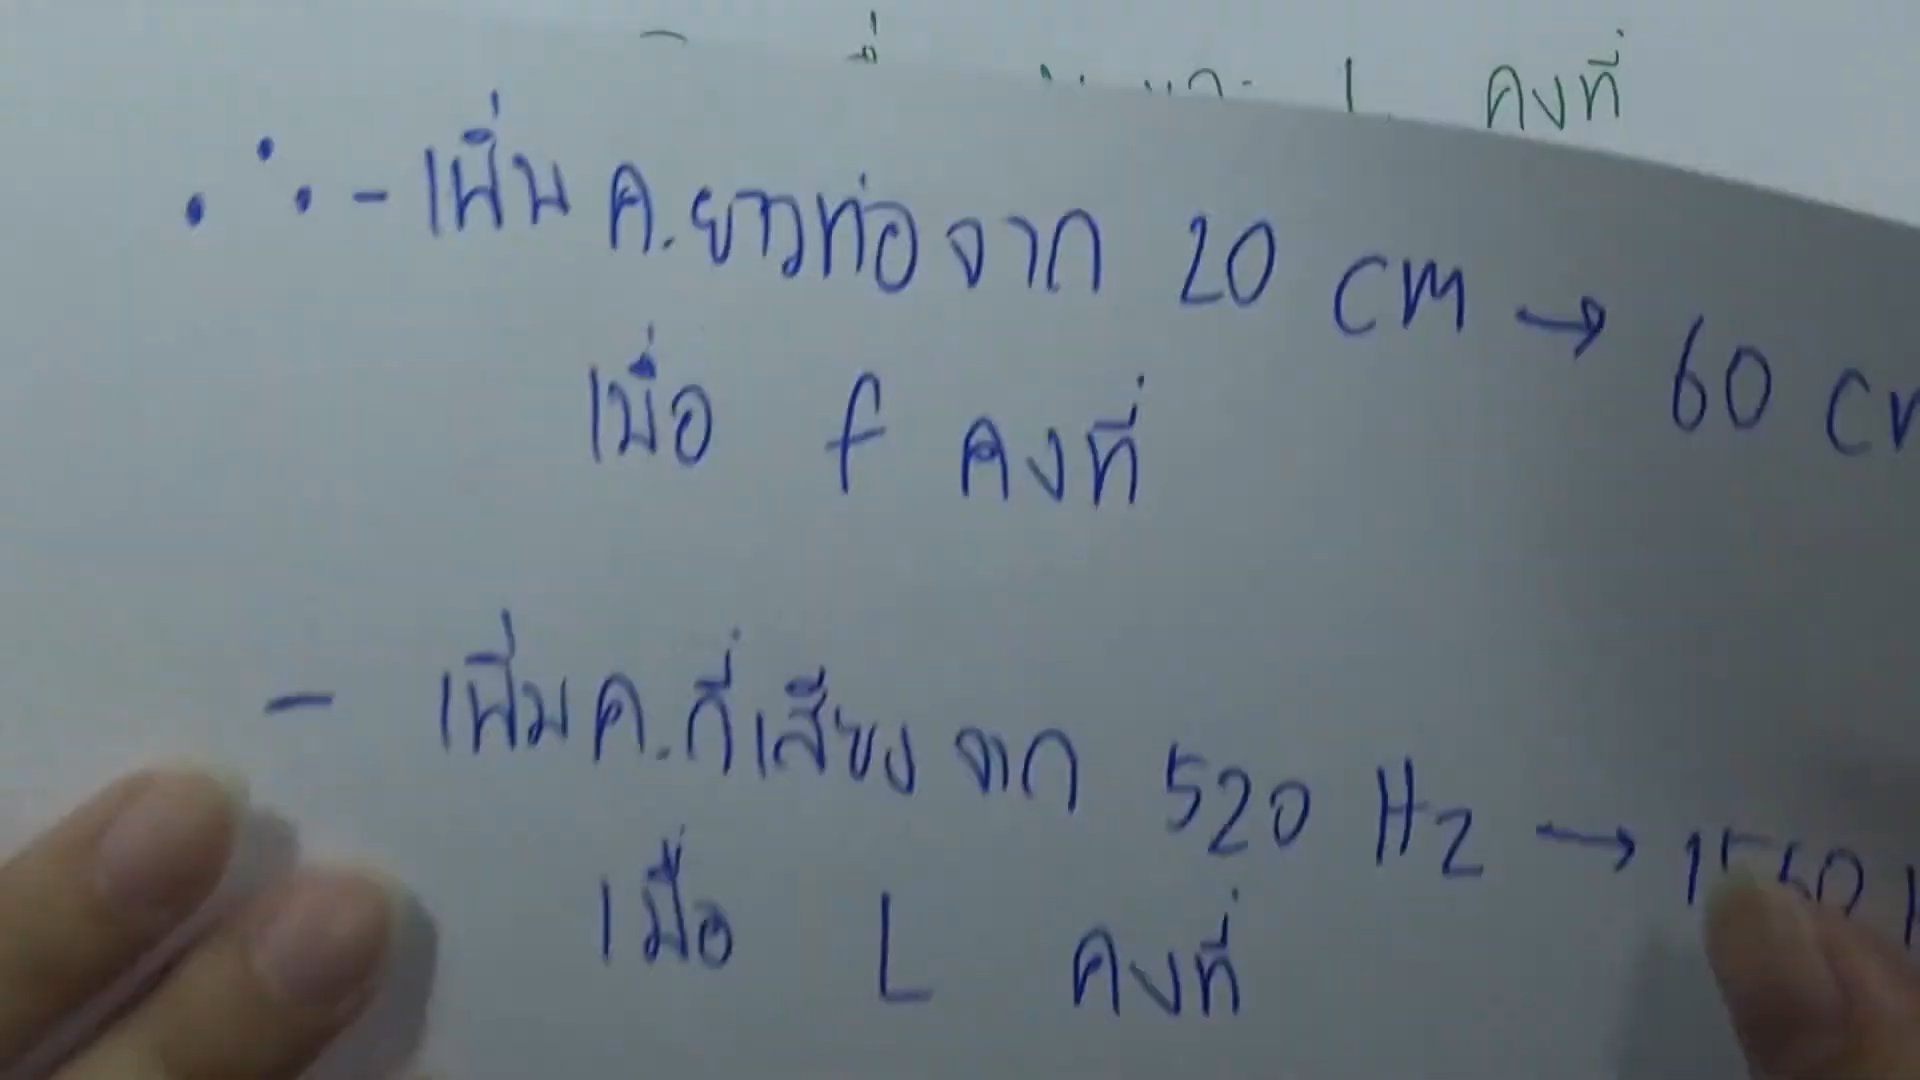 L คงที่
∴ - เพิ่ม ค.ยาวท่อจาก 20 cm → 60 cm
เมื่อ f คงที่
- เพิ่มค.ถี่เสียง จาก 520 Hz → 1560
เมื่อ L คงที่